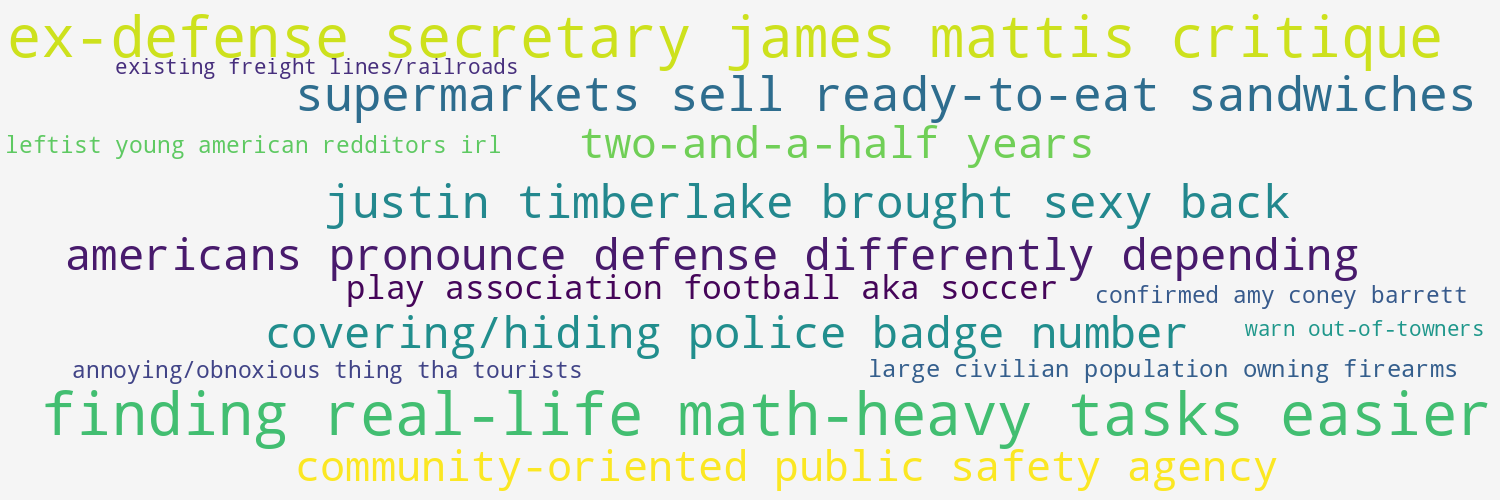 ex-defense secretary james mattis critique
existing freight lines/railroads
supermarkets sell ready-to-eat sandwiches
leftist young american redditors irl
two-and-a-half years
justin timberlake brought sexy back
americans pronounce defense differently depending
play association football aka soccer
confirmed amy coney barrett
covering/hiding police badge number
warn out-of-towners
annoying/obnoxious thing tha tourists
large civilian population owning firearms
finding real-life math-heavy tasks easier
community-oriented public safety agency